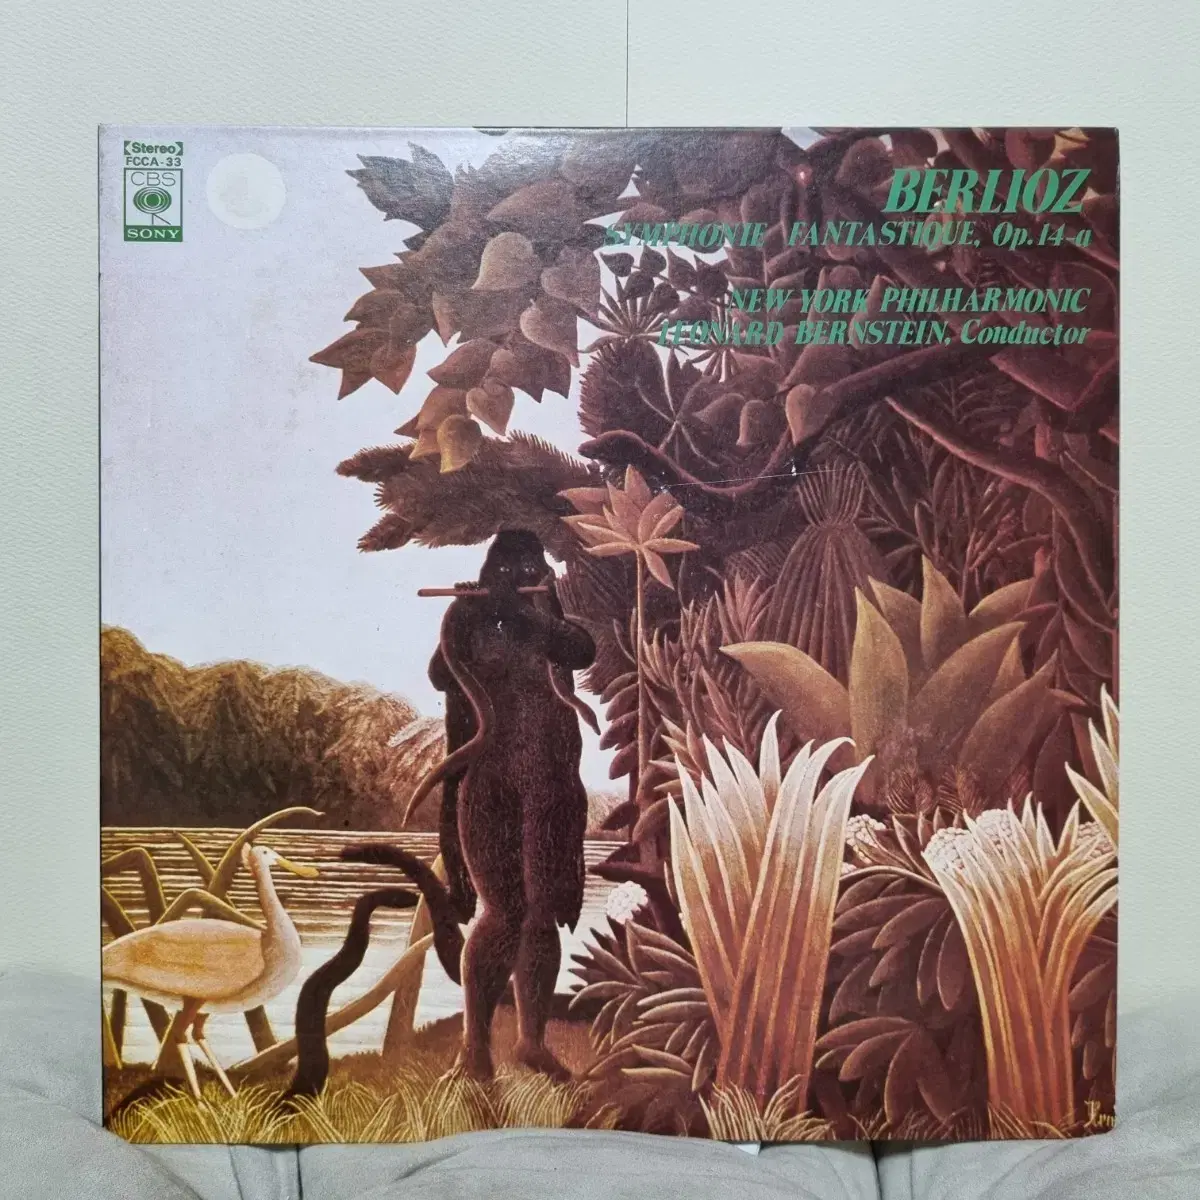 Stereo
FCCA-33
CBS
SONY
BERLIOZ
SYMPHONIE FANTASTIQUE, Op.14-a
NEW YORK PHILHARMONIC
LEONARD BERNSTEIN, Conductor